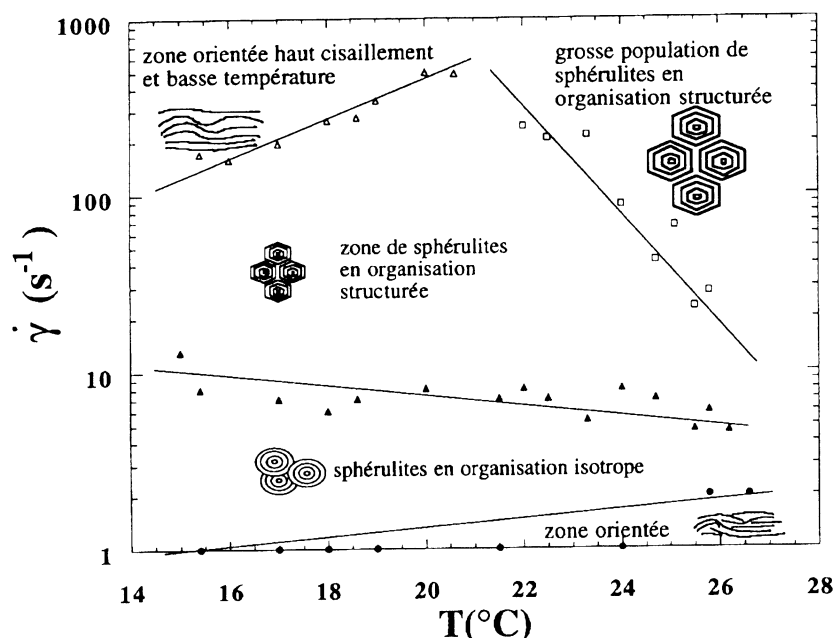 1000
100
10
1
γ̇ (s⁻¹)
zone orientée haut cisaillement
et basse température
grosse population de
sphérulites en
organisation structurée
zone de sphérulites
en organisation
structurée
sphérulites en organisation isotrope
zone orientée
14 16 18 20 22 24 26 28
T(°C)